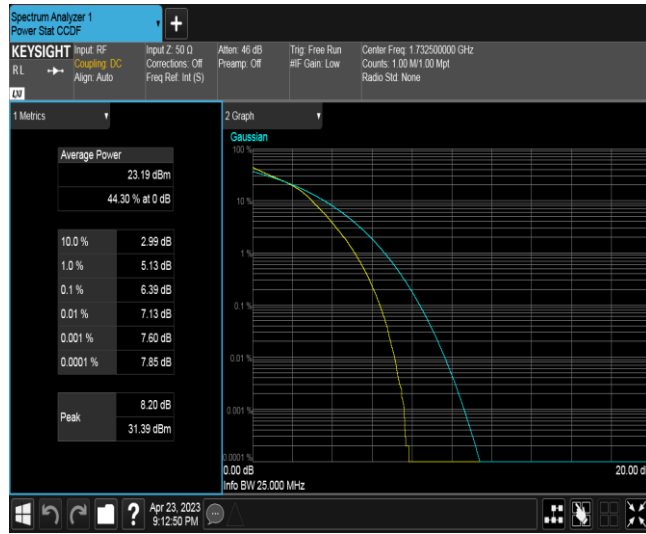 Spectrum Analyzer 1
Power Stat CCDF
+
KEYSIGHT
RL
LXI
Input: RF
Coupling: DC
Align: Auto
Input Z: 50 Ω
Corrections: Off
Freq Ref: Int (S)
Atten: 46 dB
Preamp: Off
Trig: Free Run
#IF Gain: Low
Center Freq: 1.732500000 GHz
Counts: 1.00 M/1.00 Mpt
Radio Std: None
1 Metrics
Average Power
23.19 dBm
44.30 % at 0 dB
10.0 % 2.99 dB
1.0 % 5.13 dB
0.1 % 6.39 dB
0.01 % 7.13 dB
0.001 % 7.60 dB
0.0001 % 7.85 dB
Peak
8.20 dB
31.39 dBm
2 Graph
Gaussian
100 %
10 %
1 %
0.1 %
0.01 %
0.001 %
0.0001 %
0.00 dB 20.00 d
Info BW 25.000 MHz
?
Apr 23, 2023
9:12:50 PM